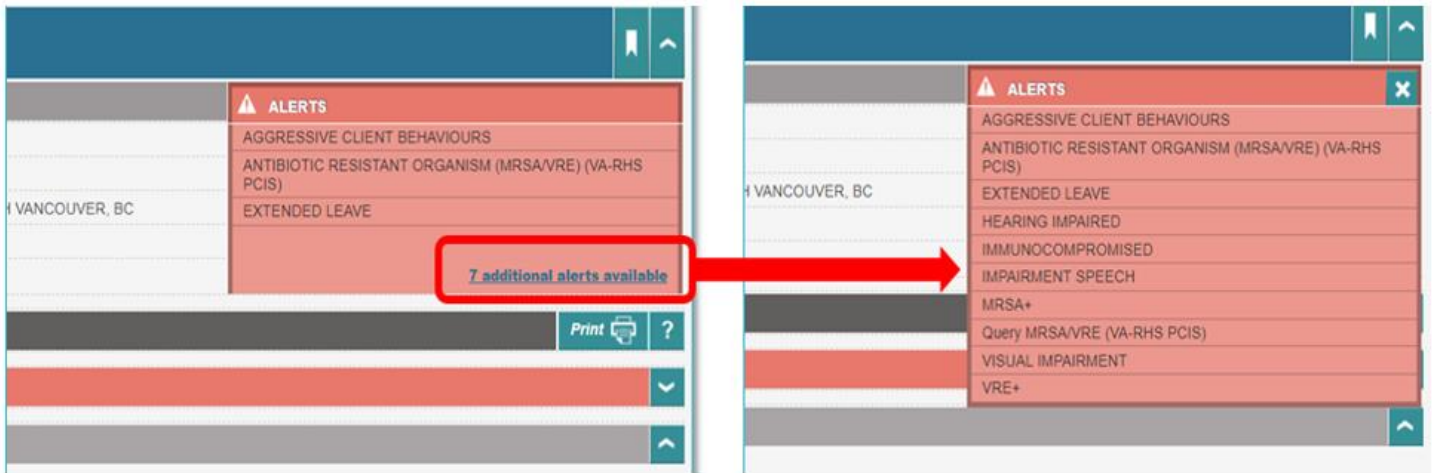 ALERTS
AGGRESSIVE CLIENT BEHAVIOURS
ANTIBIOTIC RESISTANT ORGANISM (MRSA/VRE) (VA-RHS
PCIS)
EXTENDED LEAVE
VANCOUVER, BC
7 additional alerts available
Print
?
ALERTS
AGGRESSIVE CLIENT BEHAVIOURS
ANTIBIOTIC RESISTANT ORGANISM (MRSA/VRE) (VA-RHS
PCIS)
EXTENDED LEAVE
VANCOUVER, BC
HEARING IMPAIRED
IMMUNOCOMPROMISED
IMPAIRMENT SPEECH
MRSA+
Query MRSA/VRE (VA-RHS PCIS)
VISUAL IMPAIRMENT
VRE+